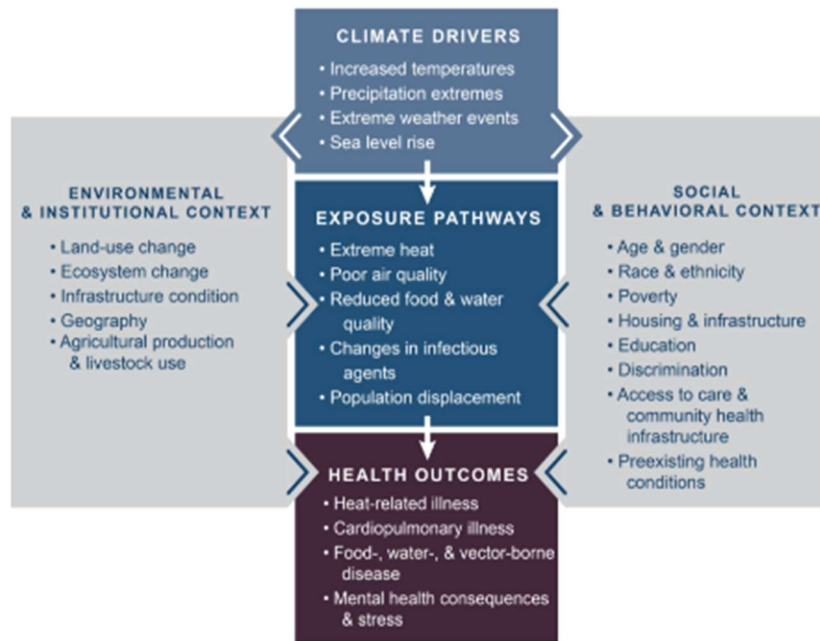 CLIMATE DRIVERS
• Increased temperatures
• Precipitation extremes
• Extreme weather events
• Sea level rise
ENVIRONMENTAL
& INSTITUTIONAL CONTEXT
• Land-use change
• Ecosystem change
• Infrastructure condition
• Geography
• Agricultural production
& livestock use
EXPOSURE PATHWAYS
• Extreme heat
• Poor air quality
• Reduced food & water
quality
• Changes in infectious
agents
• Population displacement
SOCIAL
& BEHAVIORAL CONTEXT
• Age & gender
• Race & ethnicity
• Poverty
• Housing & infrastructure
• Education
• Discrimination
• Access to care &
community health
infrastructure
• Preexisting health
conditions
HEALTH OUTCOMES
• Heat-related illness
• Cardiopulmonary illness
• Food-, water-, & vector-borne
disease
• Mental health consequences
& stress